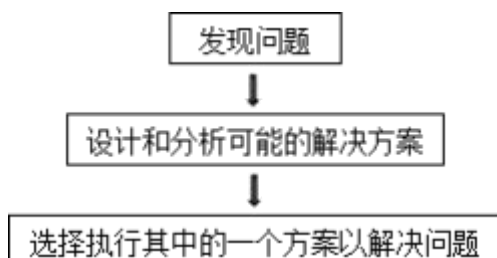 发现问题
设计和分析可能的解决方案
选择执行其中的一个方案以解决问题